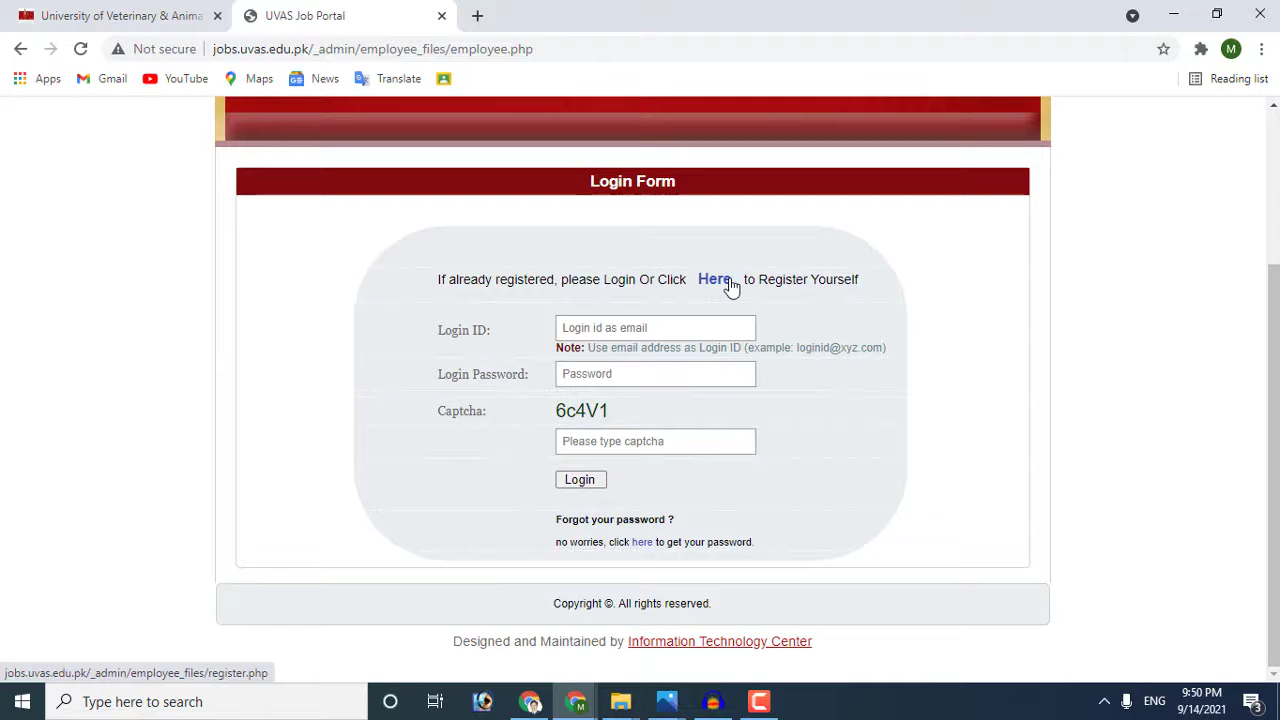 University of Veterinary & Anima
UVAS Job Portal
Not secure jobs.uvas.edu.pk/_admin/employee_files/employee.php
M
Apps Gmail YouTube Maps News Translate Reading list
Login Form
If already registered, please Login Or Click Here to Register Yourself
Login ID: Login id as email
Note: Use email address as Login ID (example: loginid@xyz.com)
Login Password: Password
Captcha: 6c4V1
Please type captcha
Login
Forgot your password ?
no worries, click here to get your password.
Copyright ©. All rights reserved.
Designed and Maintained by Information Technology Center
jobs.uvas.edu.pk/_admin/employee_files/register.php
Type here to search
ENG
9:50 PM
9/14/2021
3